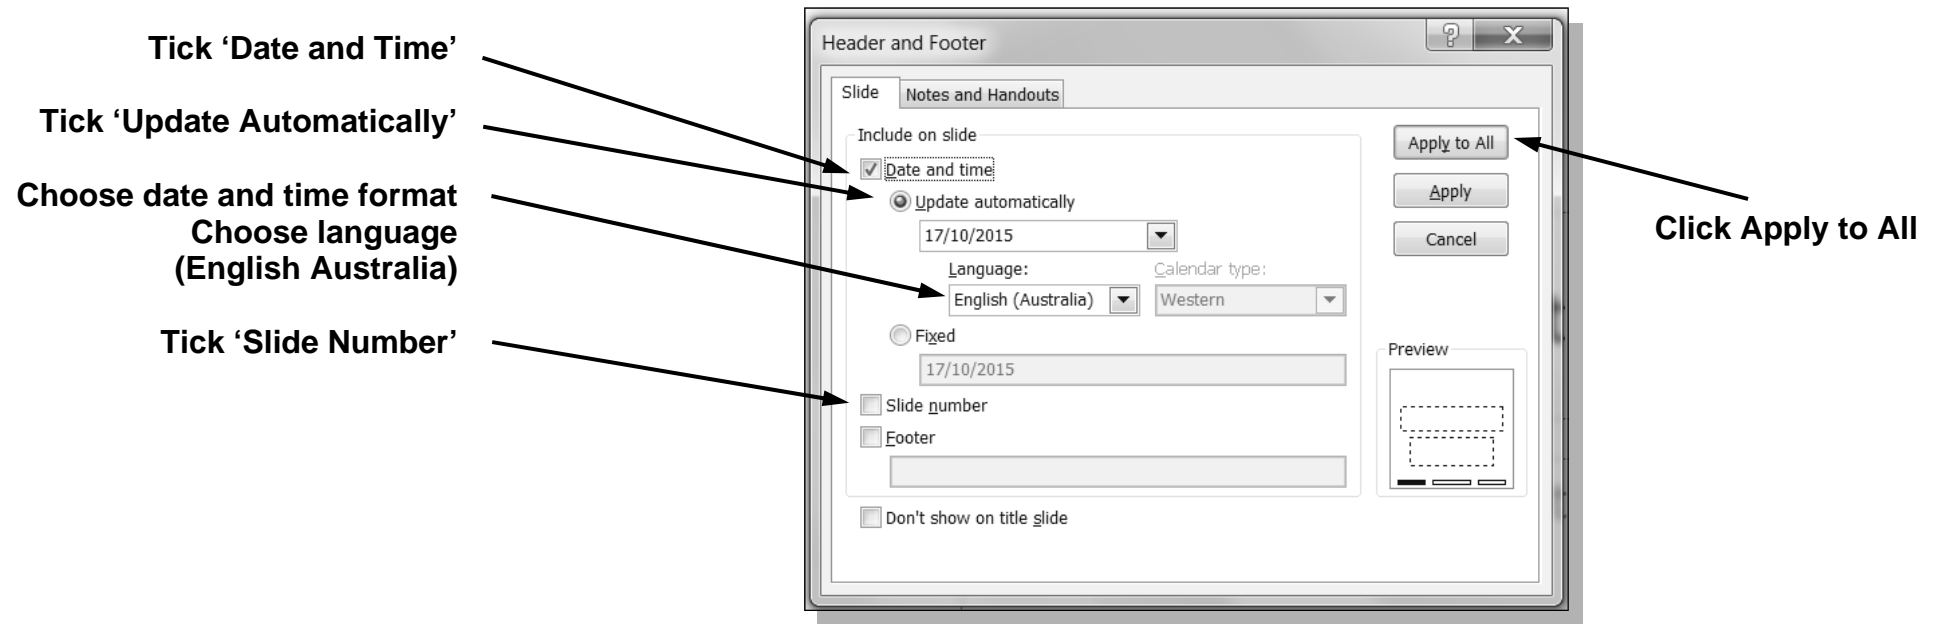 Tick ‘Date and Time’
Tick ‘Update Automatically’
Choose date and time format
Choose language
(English Australia)
Tick ‘Slide Number’
Header and Footer
? X
Slide
Notes and Handouts
Include on slide
Date and time
Update automatically
17/10/2015
Language:
Calendar type:
English (Australia)
Western
Fixed
17/10/2015
Slide number
Footer
Don't show on title slide
Apply to All
Apply
Cancel
Preview
Click Apply to All